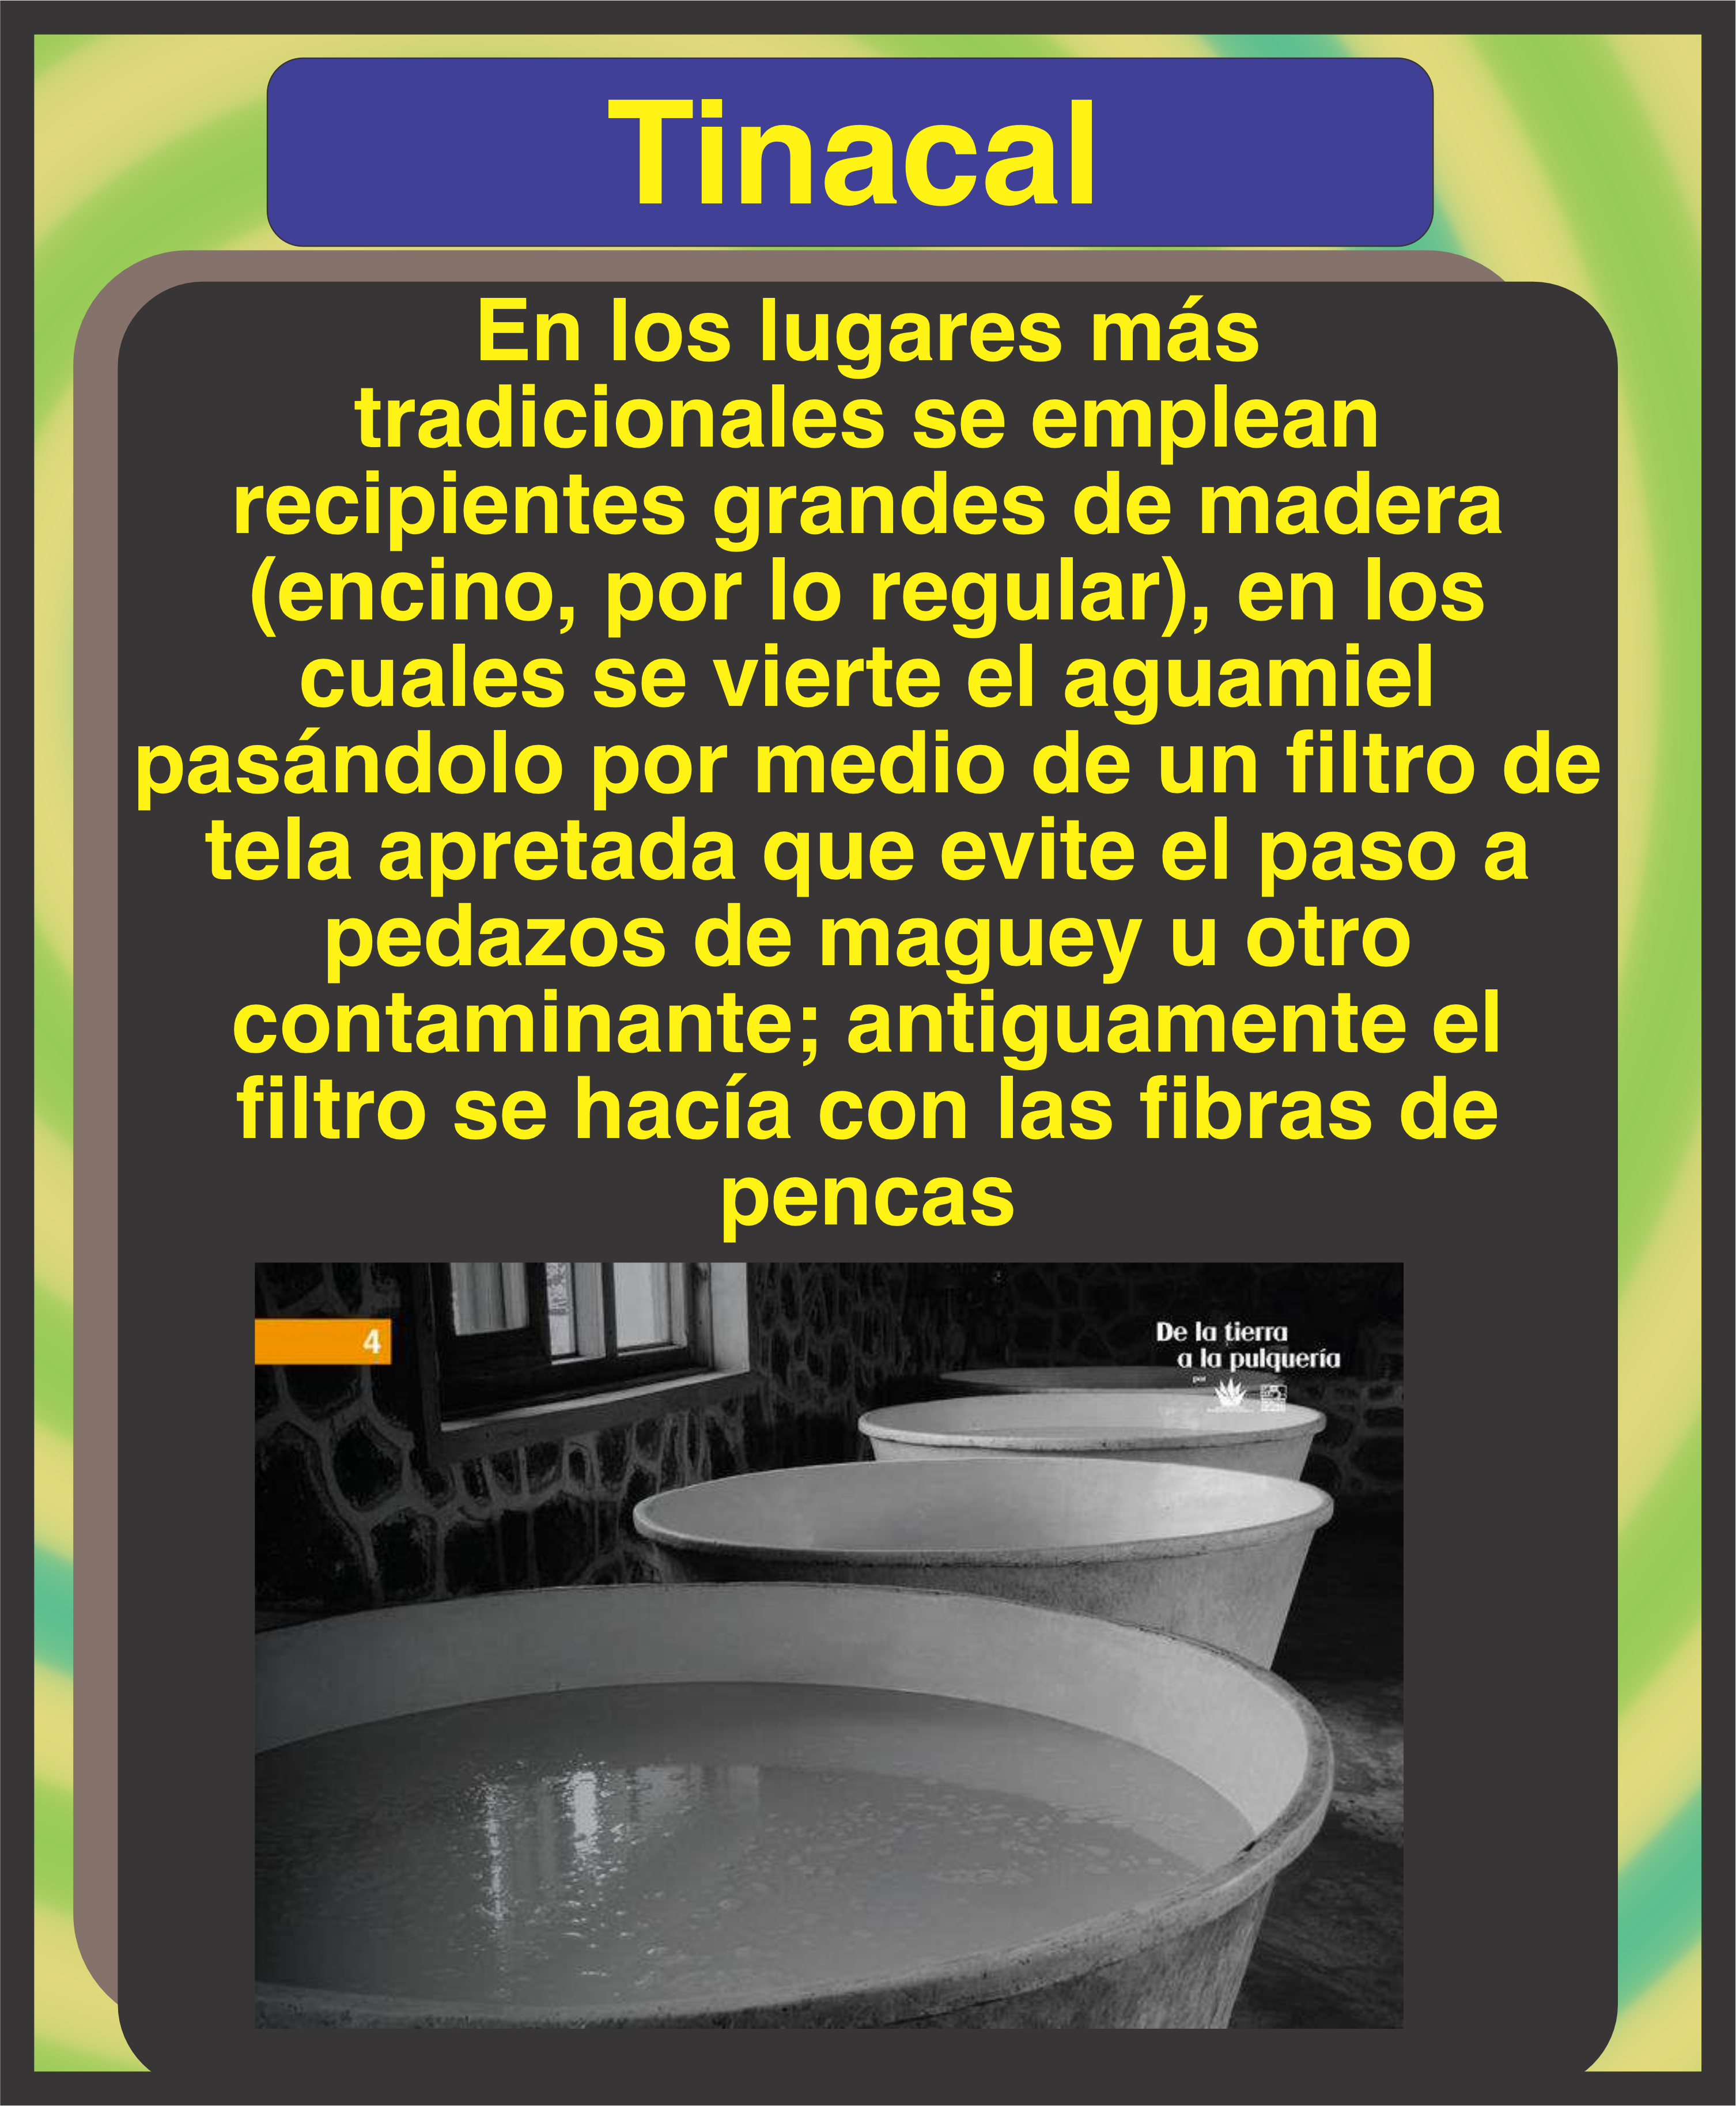 Tinacal
En los lugares más
tradicionales se emplean
recipientes grandes de madera
(encino, por lo regular), en los
cuales se vierte el aguamiel
pasándolo por medio de un filtro de
tela apretada que evite el paso a
pedazos de maguey u otro
contaminante; antiguamente el
filtro se hacía con las fibras de
pencas
4
De la tierra
a la pulquería
por